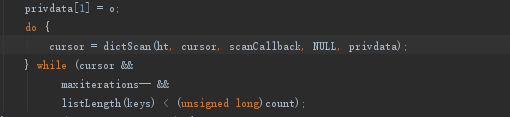 privdata[1] = o;
do {
cursor = dictScan(ht, cursor, scanCallback, NULL, privdata);
} while (cursor &&
maxiterations-- &&
listLength(keys) < (unsigned long)count);